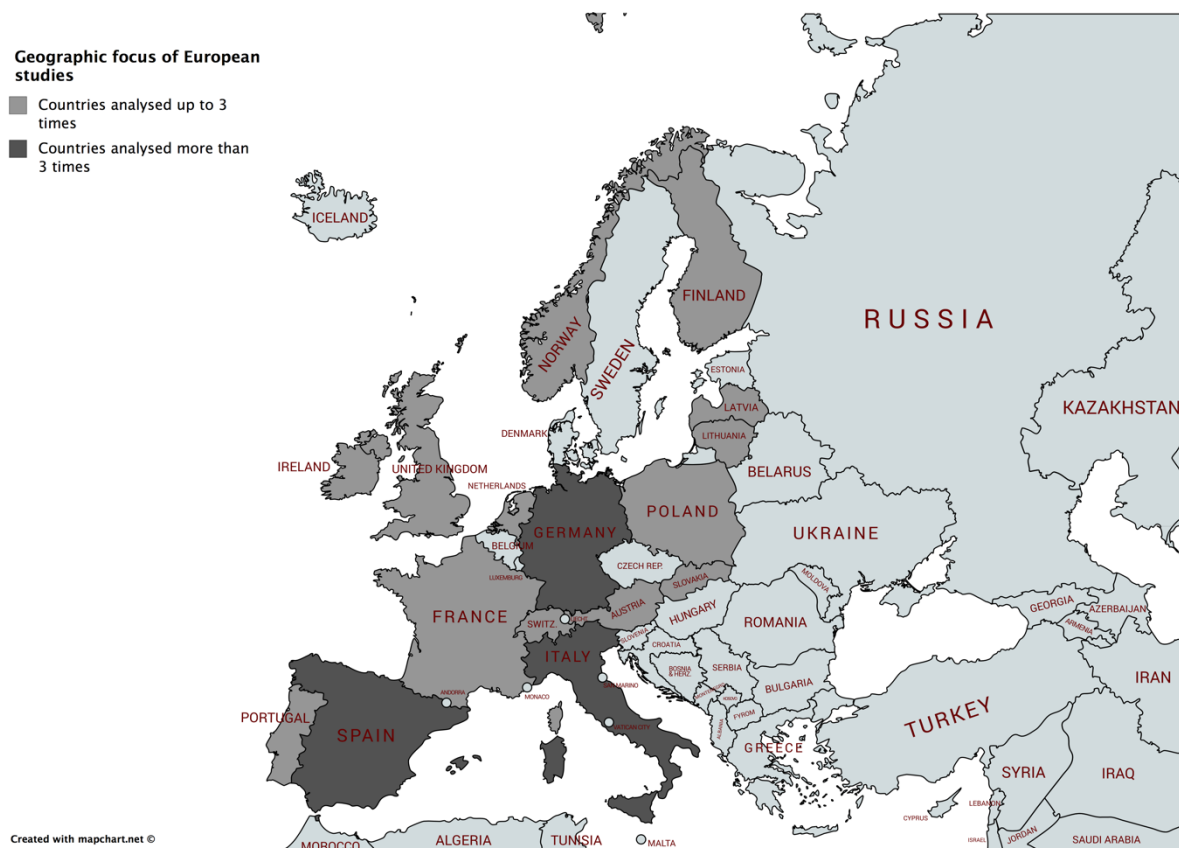 Geographic focus of European
studies
Countries analysed up to 3
times
Countries analysed more than
3 times
ICELAND
FINLAND
RUSSIA
NORWAY
SWEDEN
ESTONIA
KAZAKHSTAN
LATVIA
DENMARK
LITHUANIA
IRELAND
UNITED KINGDOM
BELARUS
NETHERLANDS
POLAND
GERMANY
UKRAINE
BELGIUM
CZECH REP.
LUXEMBURG
SLOVAKIA
MOLDOVA
FRANCE
SWITZ.
AUSTRIA
HUNGARY
ROMANIA
GEORGIA
AZERBAIJAN
ARMENIA
SLOVENIA
CROATIA
ITALY
BOSNIA
& HERZ.
SERBIA
SAN MARINO
BULGARIA
IRAN
ANDORRA
MONACO
MONTENEGRO
PORTUGAL
SPAIN
VATICAN CITY
FYROM
ALBANIA
TURKEY
GREECE
SYRIA
IRAQ
LEBANON
CYPRUS
ISRAEL
JORDAN
SAUDI ARABIA
Created with mapchart.net ©
MOROCCO
ALGERIA
TUNISIA
MALTA